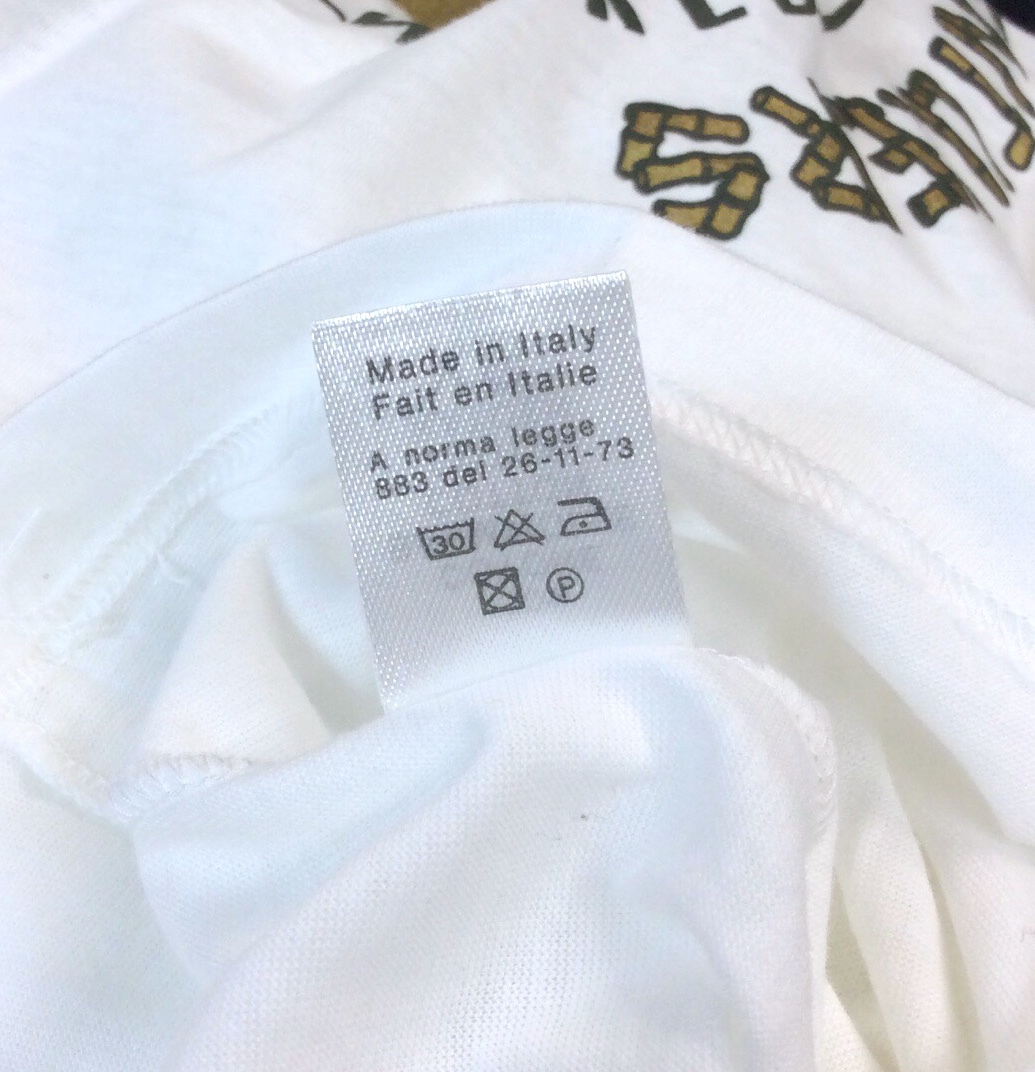 Made in Italy
Fait en Italie
A norma legge
883 del 26-11-73
30
P